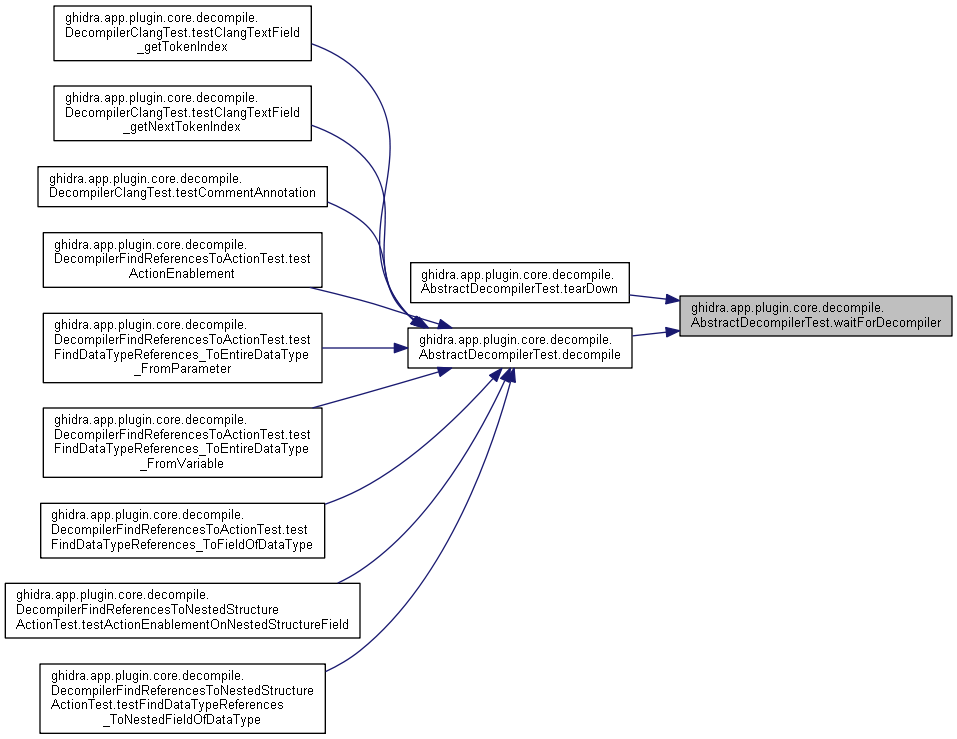 ghidra.app.plugin.core.decompile.
DecompilerClangTest.testClangTextField
_getTokenIndex
ghidra.app.plugin.core.decompile.
DecompilerClangTest.testClangTextField
_getNextTokenIndex
ghidra.app.plugin.core.decompile.
DecompilerClangTest.testCommentAnnotation
ghidra.app.plugin.core.decompile.
DecompilerFindReferencesToActionTest.test
ActionEnablement
ghidra.app.plugin.core.decompile.
DecompilerFindReferencesToActionTest.test
FindDataTypeReferences_ToEntireDataType
_FromParameter
ghidra.app.plugin.core.decompile.
DecompilerFindReferencesToActionTest.test
FindDataTypeReferences_ToEntireDataType
_FromVariable
ghidra.app.plugin.core.decompile.
DecompilerFindReferencesToActionTest.test
FindDataTypeReferences_ToFieldOfDataType
ghidra.app.plugin.core.decompile.
DecompilerFindReferencesToNestedStructure
ActionTest.testActionEnablementOnNestedStructureField
ghidra.app.plugin.core.decompile.
DecompilerFindReferencesToNestedStructure
ActionTest.testFindDataTypeReferences
_ToNestedFieldOfDataType
ghidra.app.plugin.core.decompile.
AbstractDecompilerTest.tearDown
ghidra.app.plugin.core.decompile.
AbstractDecompilerTest.decompile
ghidra.app.plugin.core.decompile.
AbstractDecompilerTest.waitForDecompiler